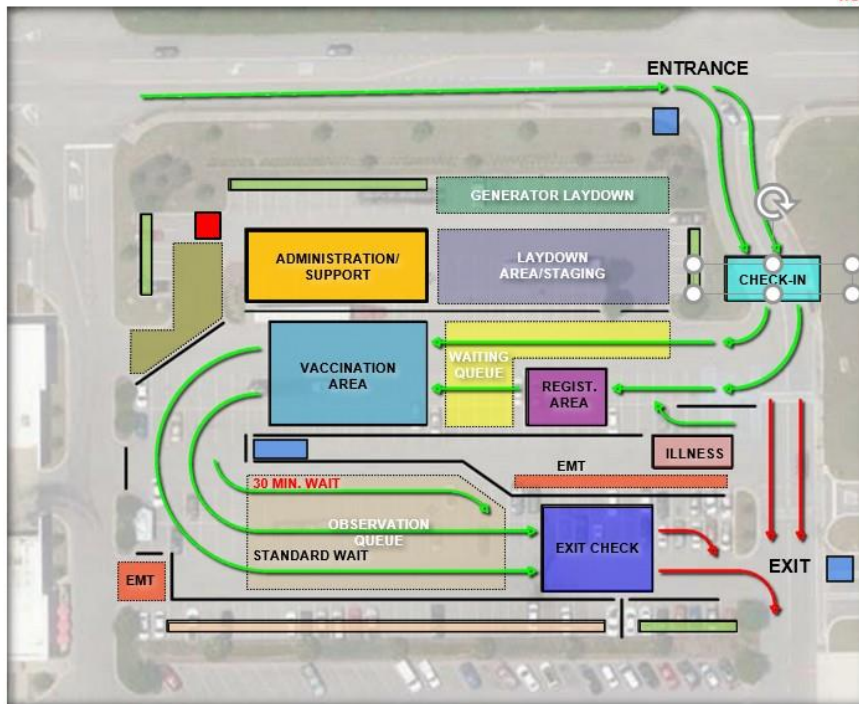 ENTRANCE
GENERATOR LAYDOWN
ADMINISTRATION/
SUPPORT
LAYDOWN
AREA/STAGING
CHECK-IN
VACCINATION
AREA
WAITING
QUEUE
REGIST.
AREA
ILLNESS
EMT
30 MIN. WAIT
OBSERVATION
QUEUE
STANDARD WAIT
EXIT CHECK
EXIT
EMT